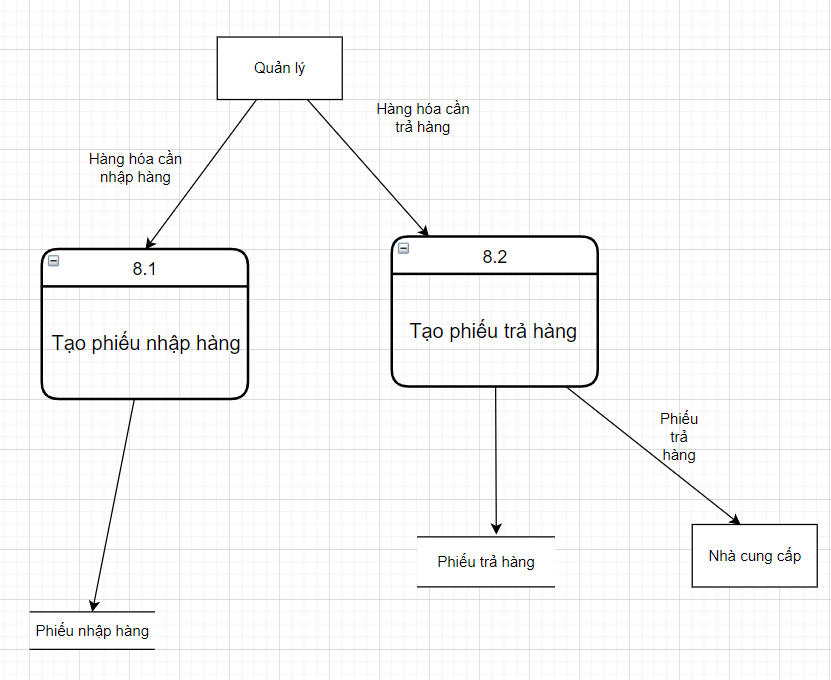 Quản lý
Hàng hóa cần
trả hàng
Hàng hóa cần
nhập hàng
8.1
Tạo phiếu nhập hàng
8.2
Tạo phiếu trả hàng
Phiếu
trả
hàng
Phiếu trả hàng
Nhà cung cấp
Phiếu nhập hàng